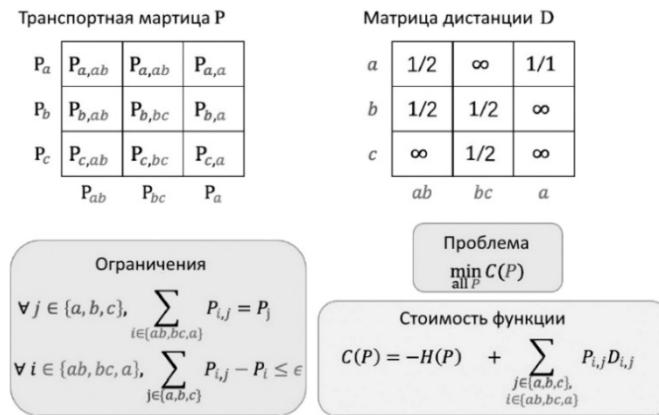 Транспортная мартица P
P_a P_{a,ab} P_{a,ab} P_{a,a}
P_b P_{b,ab} P_{b,bc} P_{b,a}
P_c P_{c,ab} P_{c,bc} P_{c,a}
P_{ab} P_{bc} P_a
Матрица дистанции D
a 1/2 ∞ 1/1
b 1/2 1/2 ∞
c ∞ 1/2 ∞
ab bc a
Проблема
min C(P)
all P
Ограничения
∀ j ∈ {a, b, c}, ∑_{i∈{ab,bc,a}} P_{i,j} = P_j
∀ i ∈ {ab, bc, a}, ∑_{j∈{a,b,c}} P_{i,j} − P_i ≤ ϵ
Стоимость функции
C(P) = −H(P) + ∑_{j∈{a,b,c}, i∈{ab,bc,a}} P_{i,j}D_{i,j}